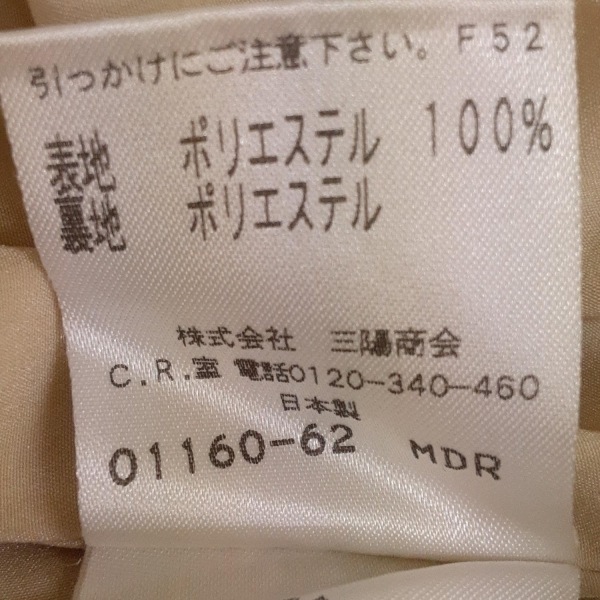 引っかけにご注意下さい。F52
表地 ポリエステル 100%
裏地 ポリエステル
株式会社 三陽商会
C.R.室 電話0120-340-460
日本製
01160-62 MDR